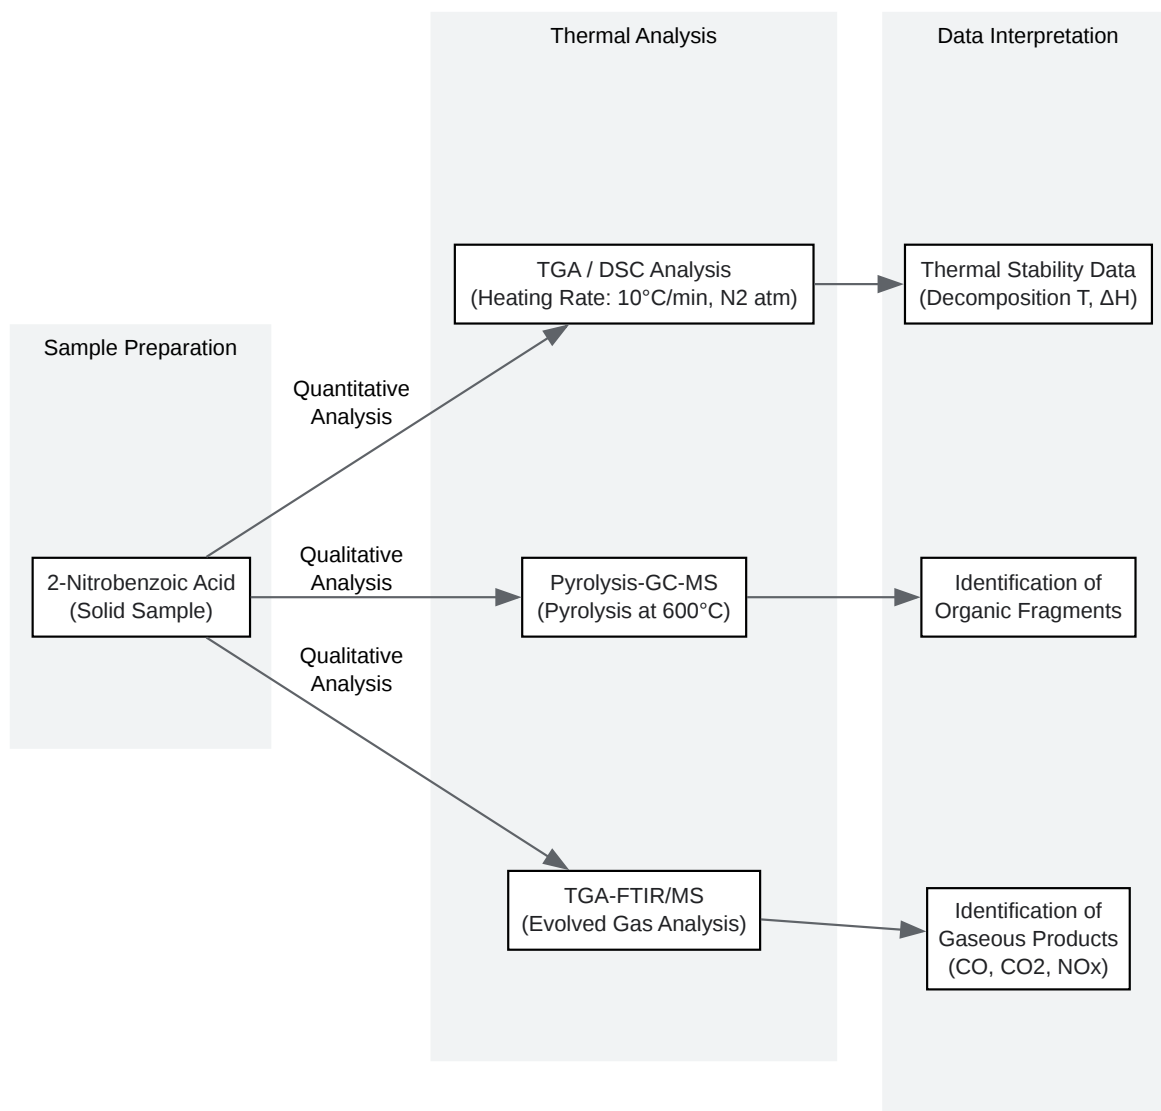 Thermal Analysis
Data Interpretation
TGA / DSC Analysis
(Heating Rate: 10°C/min, N2 atm)
Thermal Stability Data
(Decomposition T, ΔH)
Sample Preparation
Quantitative
Analysis
2-Nitrobenzoic Acid
(Solid Sample)
Qualitative
Analysis
Pyrolysis-GC-MS
(Pyrolysis at 600°C)
Identification of
Organic Fragments
Qualitative
Analysis
TGA-FTIR/MS
(Evolved Gas Analysis)
Identification of
Gaseous Products
(CO, CO2, NOx)